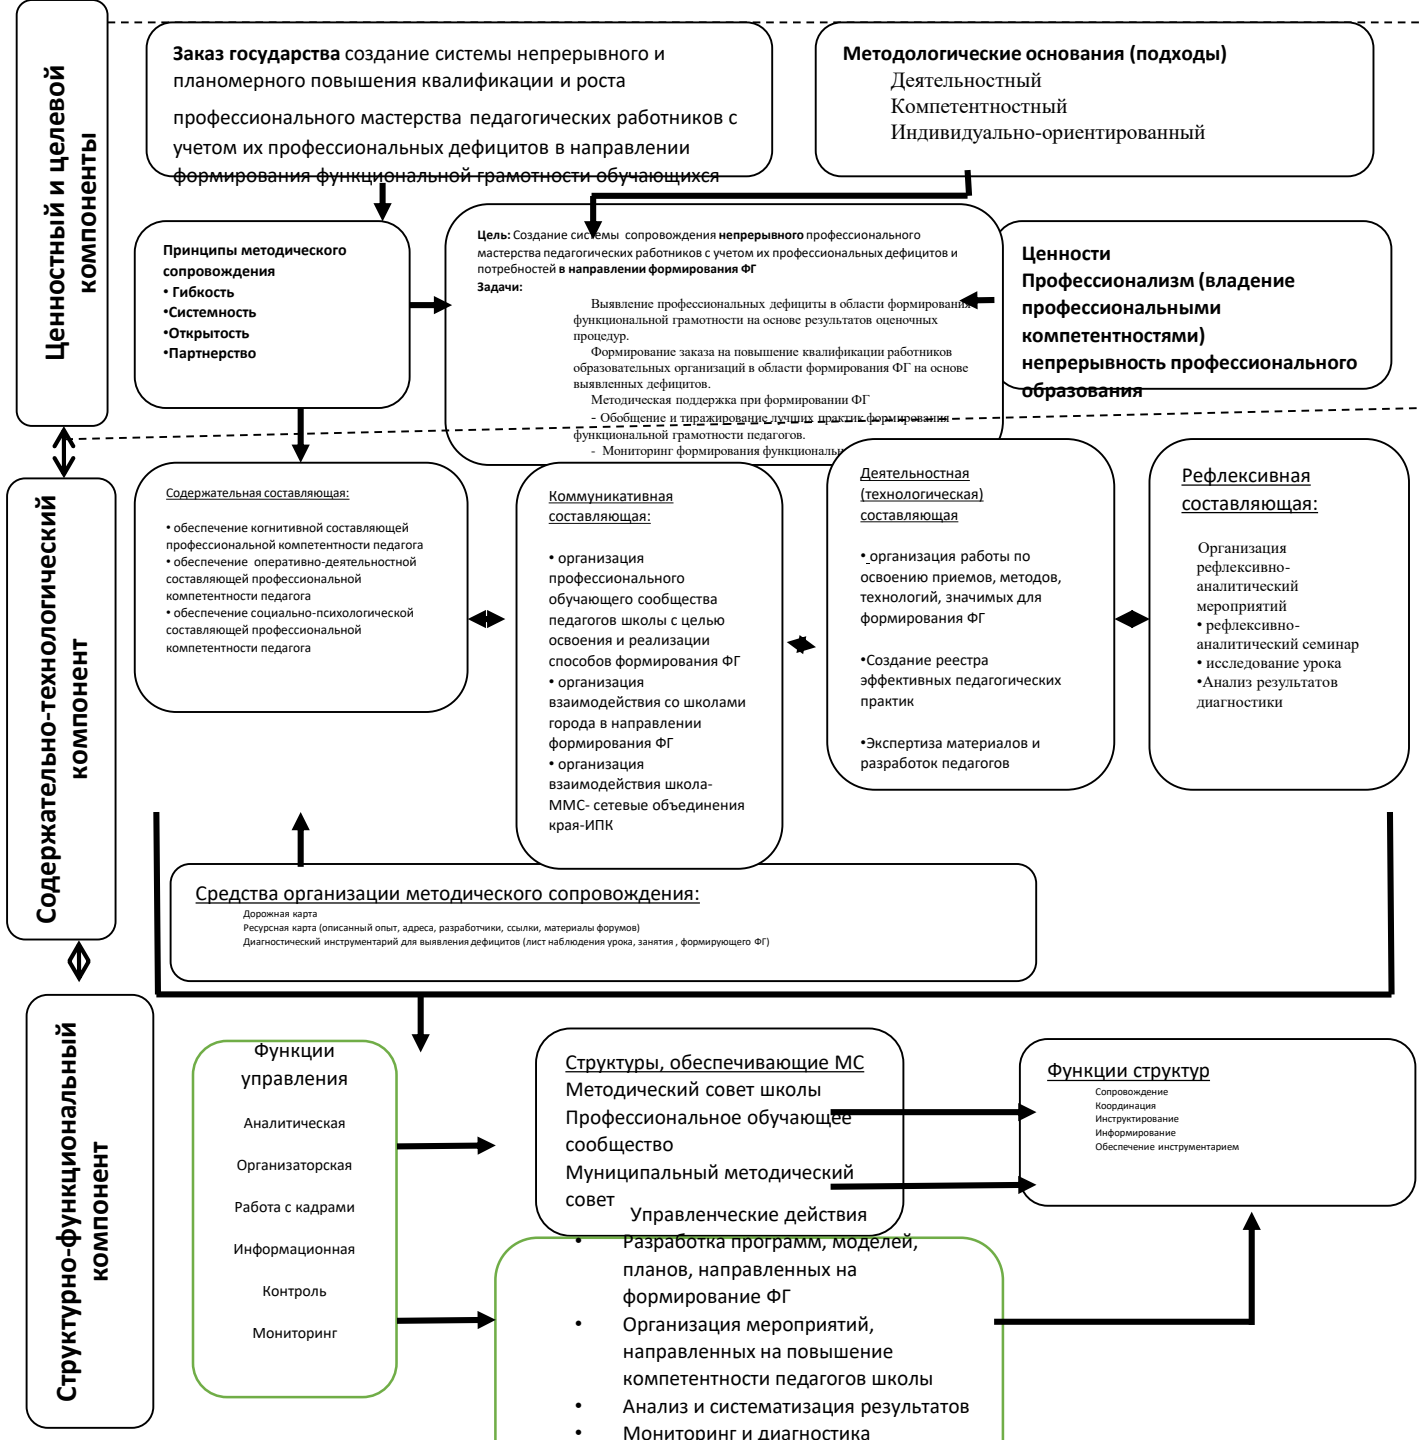 Ценностный и целевой
компоненты
Заказ государства создание системы непрерывного и
планомерного повышения квалификации и роста
профессионального мастерства педагогических работников с
учетом их профессиональных дефицитов в направлении
формирования функциональной грамотности обучающихся
Методологические основания (подходы)
Деятельностный
Компетентностный
Индивидуально-ориентированный
Принципы методического
сопровождения
• Гибкость
•Системность
•Открытость
•Партнерство
Цель: Создание системы сопровождения непрерывного профессионального
мастерства педагогических работников с учетом их профессиональных дефицитов и
потребностей в направлении формирования ФГ
Задачи:
Выявление профессиональных дефициты в области формирования
функциональной грамотности на основе результатов оценочных
процедур.
Формирование заказа на повышение квалификации работников
образовательных организаций в области формирования ФГ на основе
выявленных дефицитов.
Методическая поддержка при формировании ФГ
- Обобщение и тиражирование лучших практик формирования
функциональной грамотности педагогов.
- Мониторинг формирования функциональн
Ценности
Профессионализм (владение
профессиональными
компетентностями)
непрерывность профессионального
образования
Содержательно-технологический
компонент
Содержательная составляющая:
• обеспечение когнитивной составляющей
профессиональной компетентности педагога
• обеспечение оперативно-деятельностной
составляющей профессиональной
компетентности педагога
• обеспечение социально-психологической
составляющей профессиональной
компетентности педагога
Коммуникативная
составляющая:
• организация
профессионального
обучающего сообщества
педагогов школы с целью
освоения и реализации
способов формирования ФГ
• организация
взаимодействия со школами
города в направлении
формирования ФГ
• организация
взаимодействия школа-
ММС- сетевые объединения
края-ИПК
Деятельностная
(технологическая)
составляющая
• организация работы по
освоению приемов, методов,
технологий, значимых для
формирования ФГ
•Создание реестра
эффективных педагогических
практик
•Экспертиза материалов и
разработок педагогов
Рефлексивная
составляющая:
Организация
рефлексивно-
аналитический
мероприятий
• рефлексивно-
аналитический семинар
• исследование урока
•Анализ результатов
диагностики
Средства организации методического сопровождения:
Дорожная карта
Ресурсная карта (описанный опыт, адреса, разработчики, ссылки, материалы форумов)
Диагностический инструментарий для выявления дефицитов (лист наблюдения урока, занятия , формирующего ФГ)
Структурно-функциональный
компонент
Функции
управления
Аналитическая
Организаторская
Работа с кадрами
Информационная
Контроль
Мониторинг
Структуры, обеспечивающие МС
Методический совет школы
Профессиональное обучающее
сообщество
Муниципальный методический
совет
Функции структур
Сопровождение
Координация
Инструктирование
Информирование
Обеспечение инструментарием
Управленческие действия
• Разработка программ, моделей,
планов, направленных на
формирование ФГ
• Организация мероприятий,
направленных на повышение
компетентности педагогов школы
• Анализ и систематизация результатов
• Мониторинг и диагностика